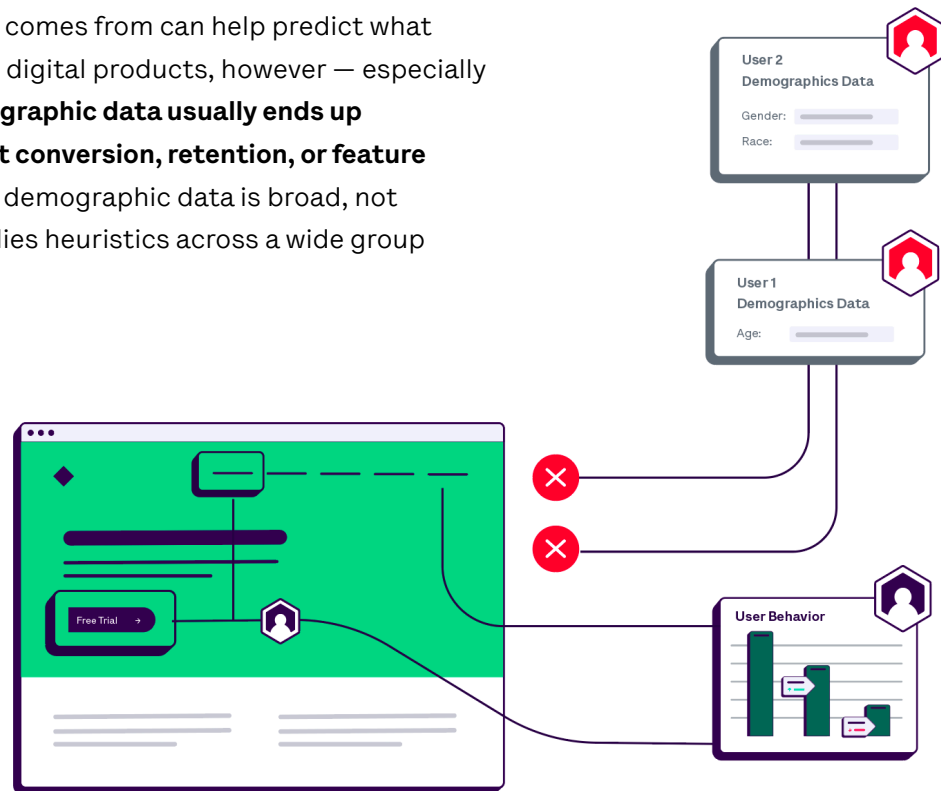 comes from can help predict what
digital products, however — especially
graphic data usually ends up
t conversion, retention, or feature
demographic data is broad, not
lies heuristics across a wide group
User 2
Demographics Data
Gender:
Race:
User 1
Demographics Data
Age:
Free Trial →
User Behavior